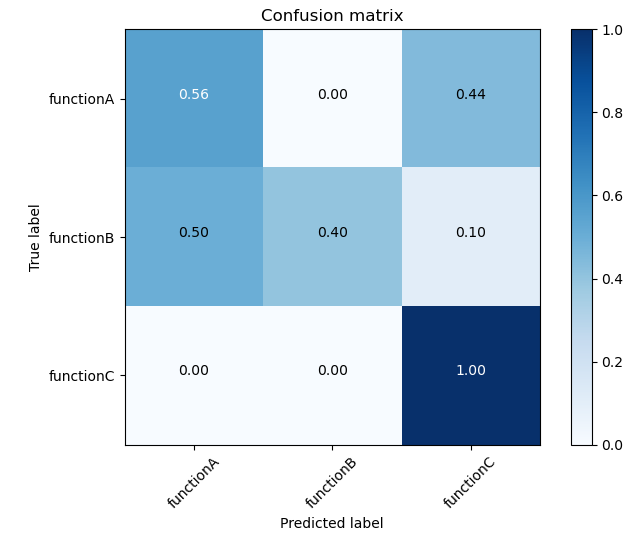 Confusion matrix
functionA
0.56 0.00 0.44
functionB
0.50 0.40 0.10
functionC
0.00 0.00 1.00
True label
functionA functionB functionC
Predicted label
1.0
0.8
0.6
0.4
0.2
0.0